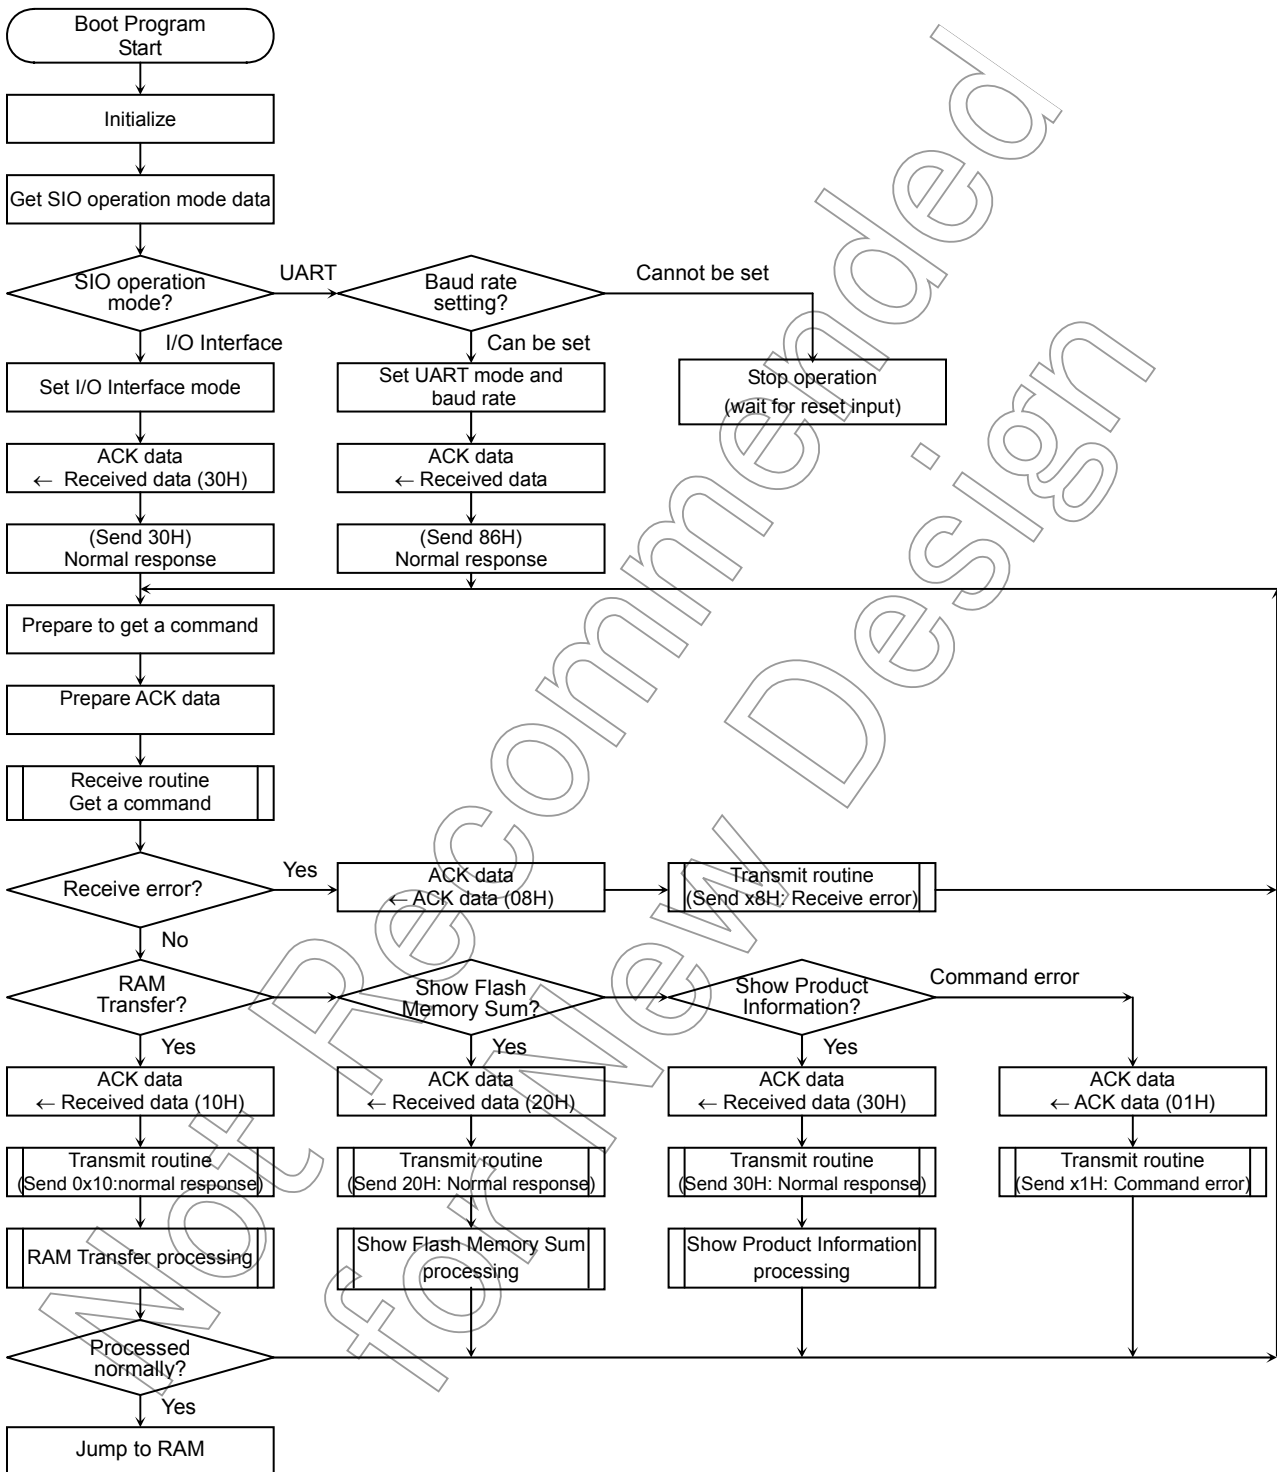 Boot Program
Start
Initialize
Get SIO operation mode data
SIO operation
mode?
UART
Baud rate
setting?
Cannot be set
I/O Interface
Can be set
Set I/O Interface mode
Set UART mode and
baud rate
Stop operation
(wait for reset input)
ACK data
← Received data (30H)
ACK data
← Received data
(Send 30H)
Normal response
(Send 86H)
Normal response
Prepare to get a command
Prepare ACK data
Receive routine
Get a command
Receive error?
Yes
ACK data
← ACK data (08H)
Transmit routine
(Send x8H: Receive error)
No
RAM
Transfer?
Show Flash
Memory Sum?
Show Product
Information?
Command error
Yes
Yes
Yes
ACK data
← Received data (10H)
ACK data
← Received data (20H)
ACK data
← Received data (30H)
ACK data
← ACK data (01H)
Transmit routine
(Send 0x10:normal response)
Transmit routine
(Send 20H: Normal response)
Transmit routine
(Send 30H: Normal response)
Transmit routine
(Send x1H: Command error)
RAM Transfer processing
Show Flash Memory Sum
processing
Show Product Information
processing
Processed
normally?
Yes
Jump to RAM
Not Recommended
for New Design